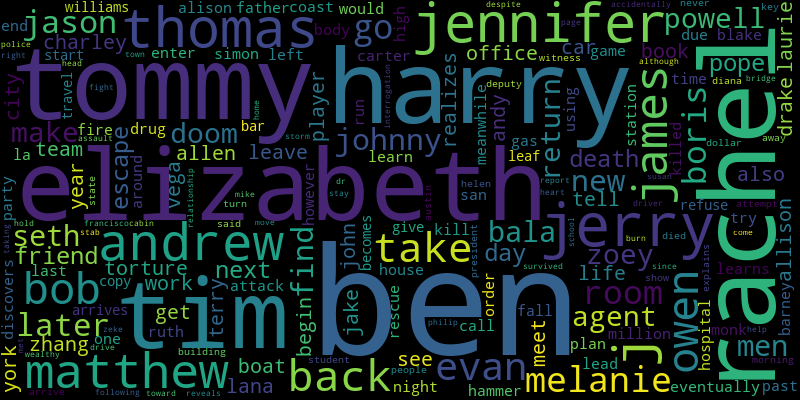 williams alison father coast would high despite accidentally never page key
end jason thomas go jennifer powell
charley enter simon left body carter office car game due blake
police start book
right town witness pope
head although diana bridge
city travel tommy harry realizes time
make fire drug bar player run andy using station drake laurie
fight meanwhile deputy
team assault doom johnny return james killed boris rachel
la escape allen leave learn leaf gas death also
year around vega home storm interrogation dollar away
state elizabeth san new
party relationship mike dr stay helen report susan
turn however heart tell driver refuse attempt
hold francisco cabin said move austin jerry burn died try come
seth stab andrew find john becomes give kill bala school zoey
friend take day since explains barney allison
discovers taking last torture next house president life show learns
bob copy work attack jake rescue survived room
arrives get terry begin order fall agent million monk help
later zeke ruth tim ben call philip owen men
zhang one drive building meet plan hospital
york met wealthy student people see evan lead morning
matthew boat back night j
arrive following toward reveals lana hammer melanie eventually past